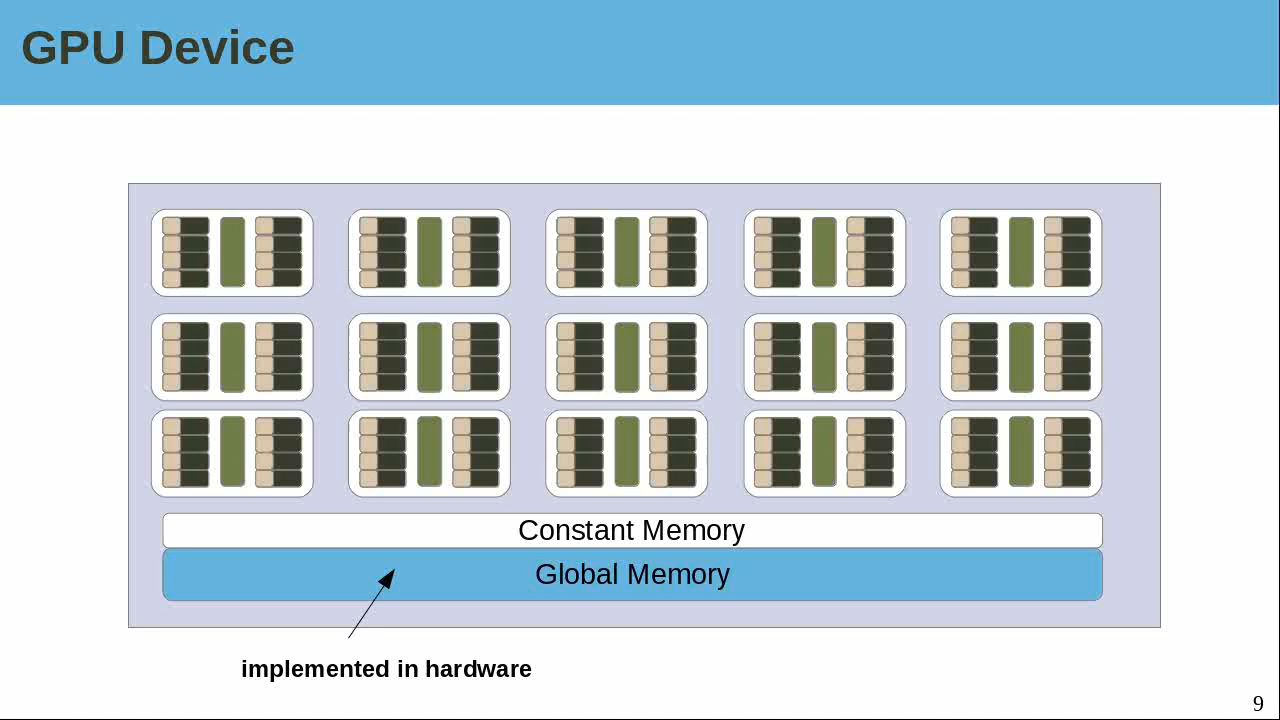 GPU Device
Constant Memory
Global Memory
implemented in hardware
9